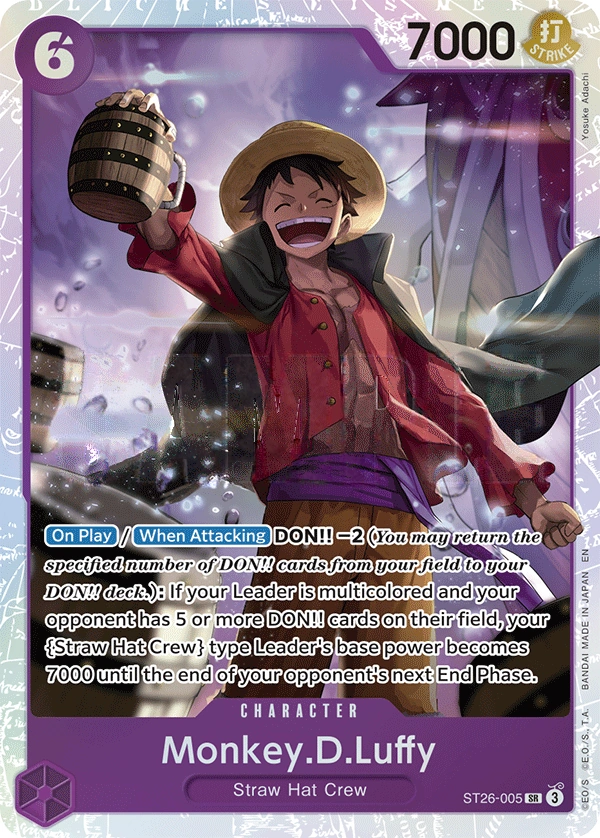 6
7000
打
STRIKE
Yosuke Adachi
On Play / When Attacking DON!! −2 (You may return the
specified number of DON!! cards from your field to your
DON!! deck.): If your Leader is multicolored and your
opponent has 5 or more DON!! cards on their field, your
{Straw Hat Crew} type Leader's base power becomes
7000 until the end of your opponent's next End Phase.
©EO/S ©E.O./S., T.A. BANDAI MADE IN JAPAN EN
CHARACTER
Monkey.D.Luffy
Straw Hat Crew
ST26-005 SR 3